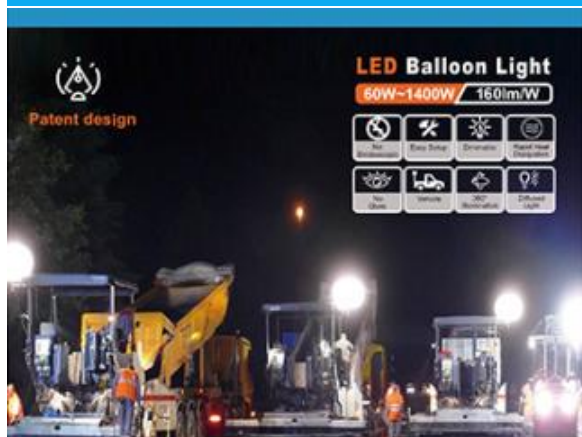 LED Balloon Light
60W~1400W 160lm/W
Patent design
No
Easy Setup
Dimmable
Rapid Heat
Dissipation
No
Glare
Vehicle
360°
Illumination
Diffused
Light